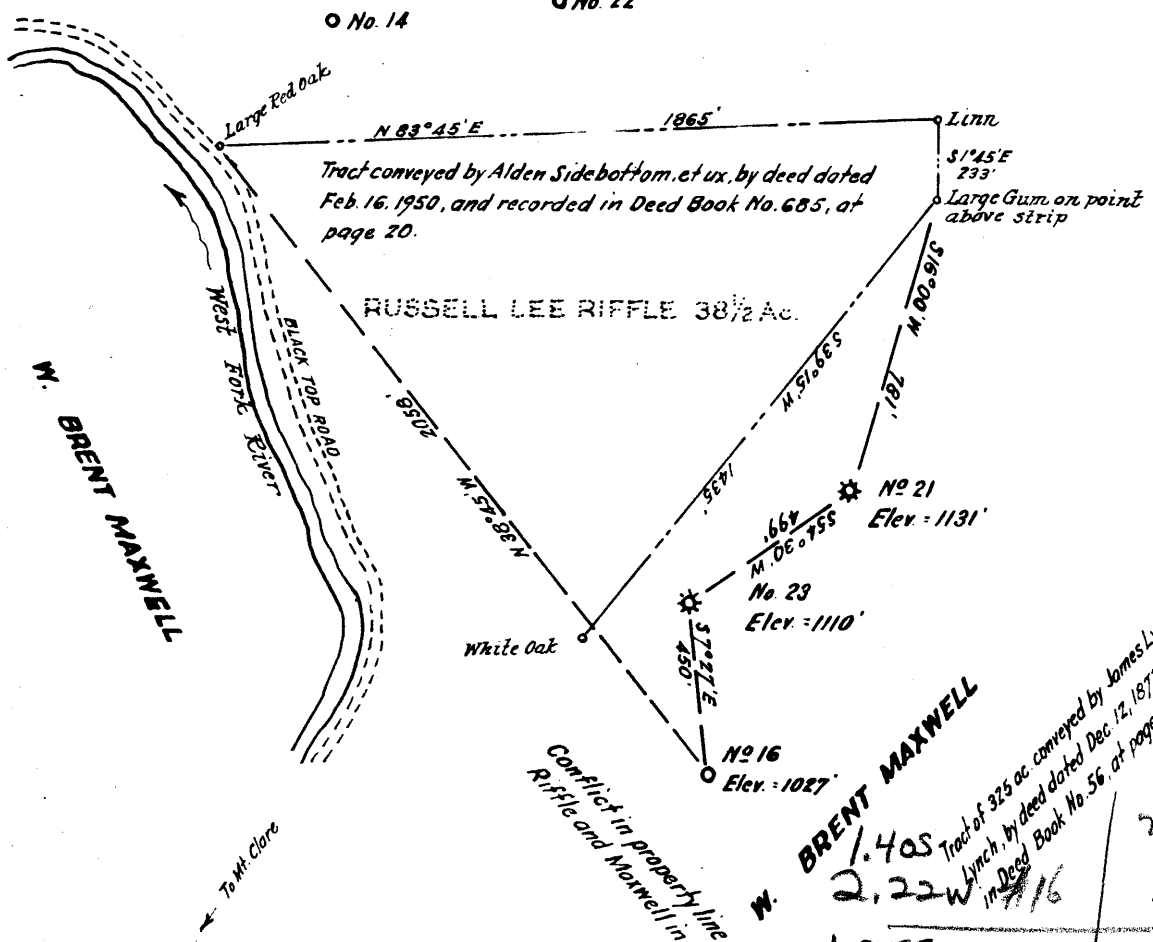 No. 22
No. 14
Large Red Oak
N 83°45'E
1865'
Linn
S1°45'E
233'
Large Gum on point
above strip
Tract conveyed by Alden Sidebottom, et ux, by deed dated
Feb. 16. 1950, and recorded in Deed Book No. 685, at
page 20.
RUSSELL LEE RIFFLE 38½ Ac.
S16°00'W
781'
S39°15'W
1435'
2058'
N 38°45'W
West Fork River
BLACK TOP ROAD
W. BRENT MAXWELL
Nº 21
Elev. = 1131'
S54°30'W
499'
No. 23
Elev. = 1110'
S7°27'E
450'
White Oak
Nº 16
Elev. = 1027'
Conflict in property line
Riffle and Maxwell in
W. BRENT MAXWELL
Tract of 325 ac. conveyed by James
Lynch, by deed dated Dec. 12, 187
in Deed Book No. 56, at page
1.40S
2.22W #16
To Mt. Clare